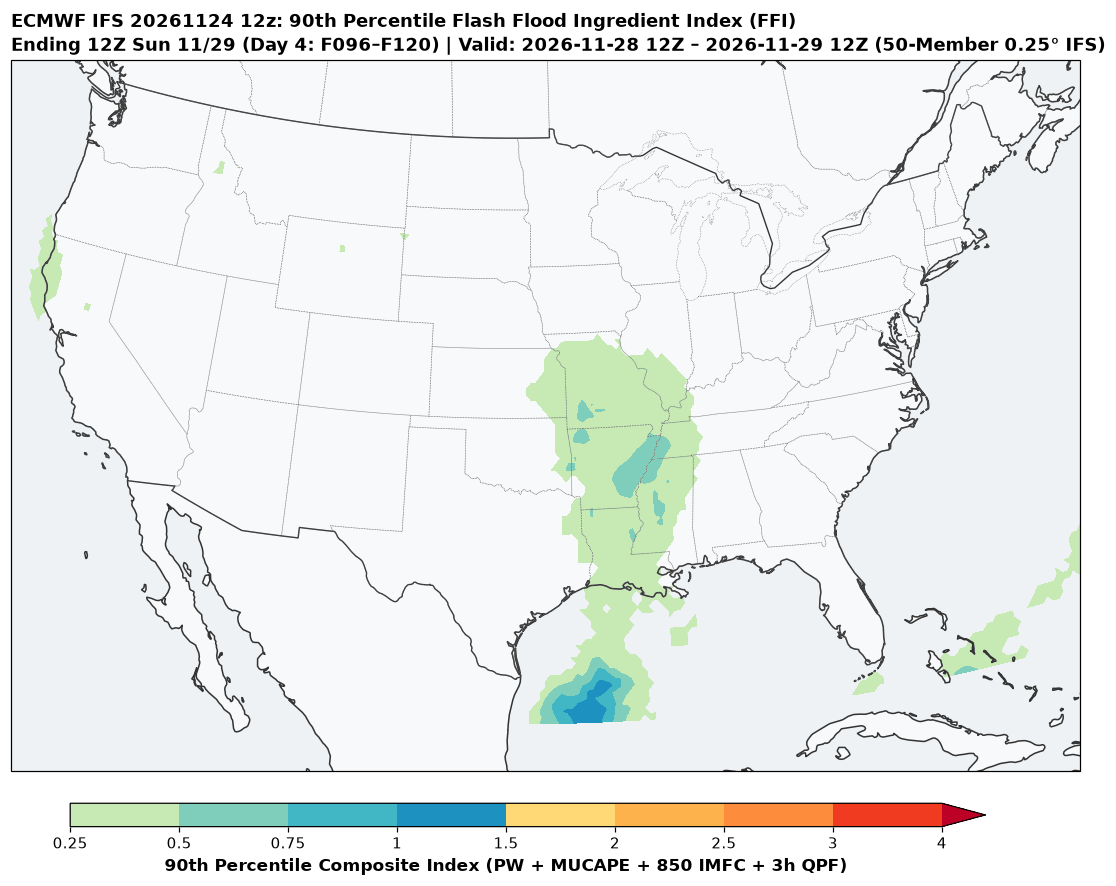 ECMWF IFS 20261124 12z: 90th Percentile Flash Flood Ingredient Index (FFI)
Ending 12Z Sun 11/29 (Day 4: F096–F120) | Valid: 2026-11-28 12Z – 2026-11-29 12Z (50-Member 0.25° IFS)
0.25 0.5 0.75 1 1.5 2 2.5 3 4
90th Percentile Composite Index (PW + MUCAPE + 850 IMFC + 3h QPF)